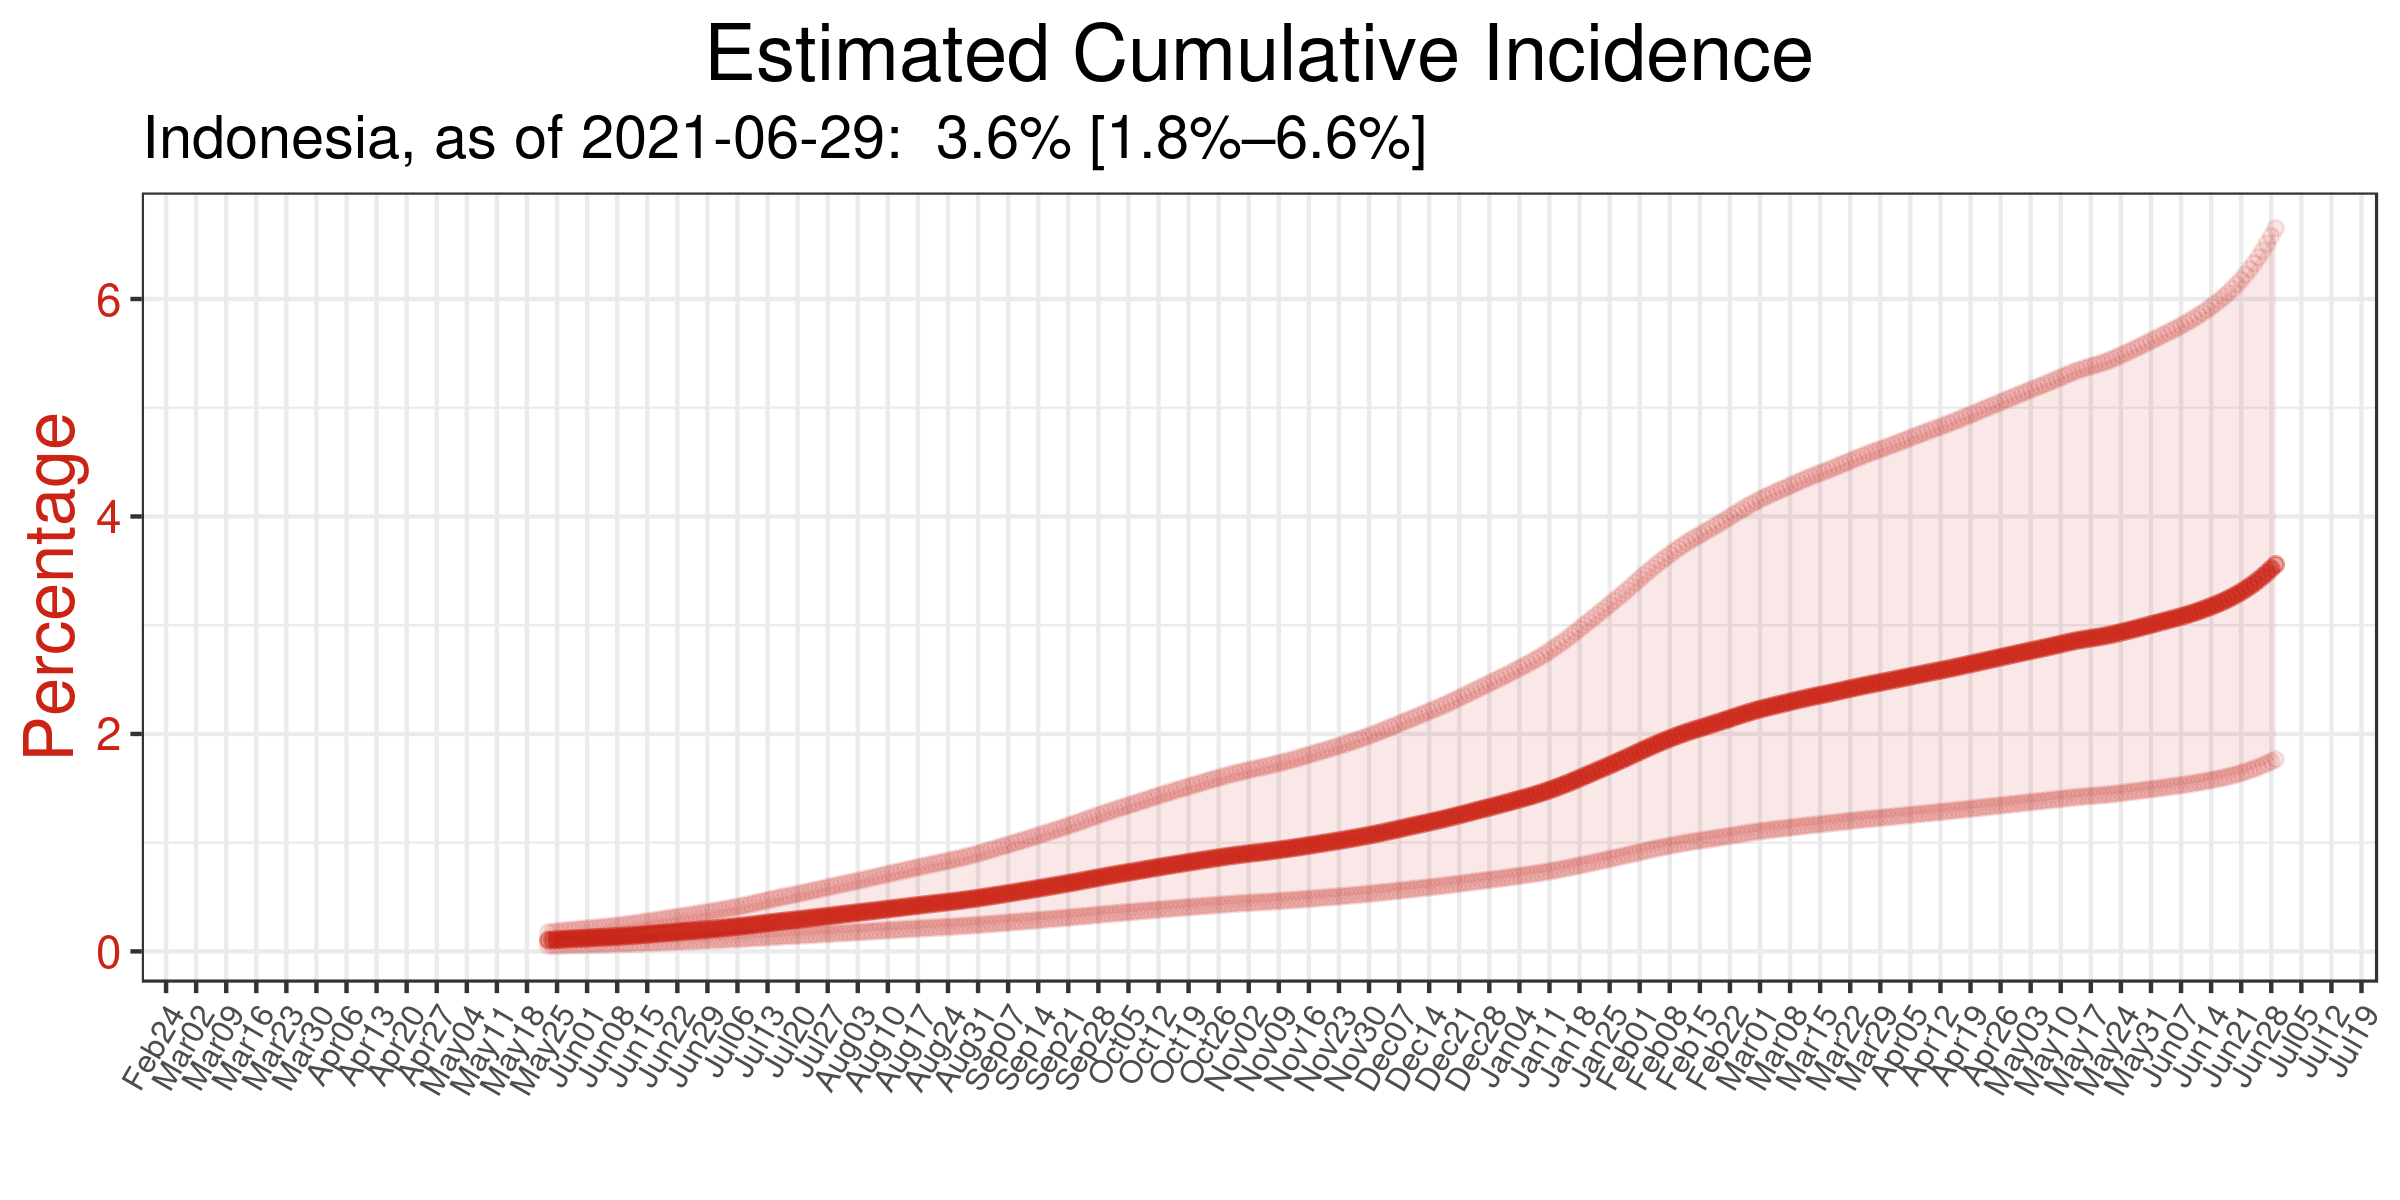 Estimated Cumulative Incidence
Indonesia, as of 2021-06-29:  3.6% [1.8%–6.6%]
Percentage
6
4
2
0
Feb24
Mar02
Mar09
Mar16
Mar23
Mar30
Apr06
Apr13
Apr20
Apr27
May04
May11
May18
May25
Jun01
Jun08
Jun15
Jun22
Jun29
Jul06
Jul13
Jul20
Jul27
Aug03
Aug10
Aug17
Aug24
Aug31
Sep07
Sep14
Sep21
Sep28
Oct05
Oct12
Oct19
Oct26
Nov02
Nov09
Nov16
Nov23
Nov30
Dec07
Dec14
Dec21
Dec28
Jan04
Jan11
Jan18
Jan25
Feb01
Feb08
Feb15
Feb22
Mar01
Mar08
Mar15
Mar22
Mar29
Apr05
Apr12
Apr19
Apr26
May03
May10
May17
May24
May31
Jun07
Jun14
Jun21
Jun28
Jul05
Jul12
Jul19